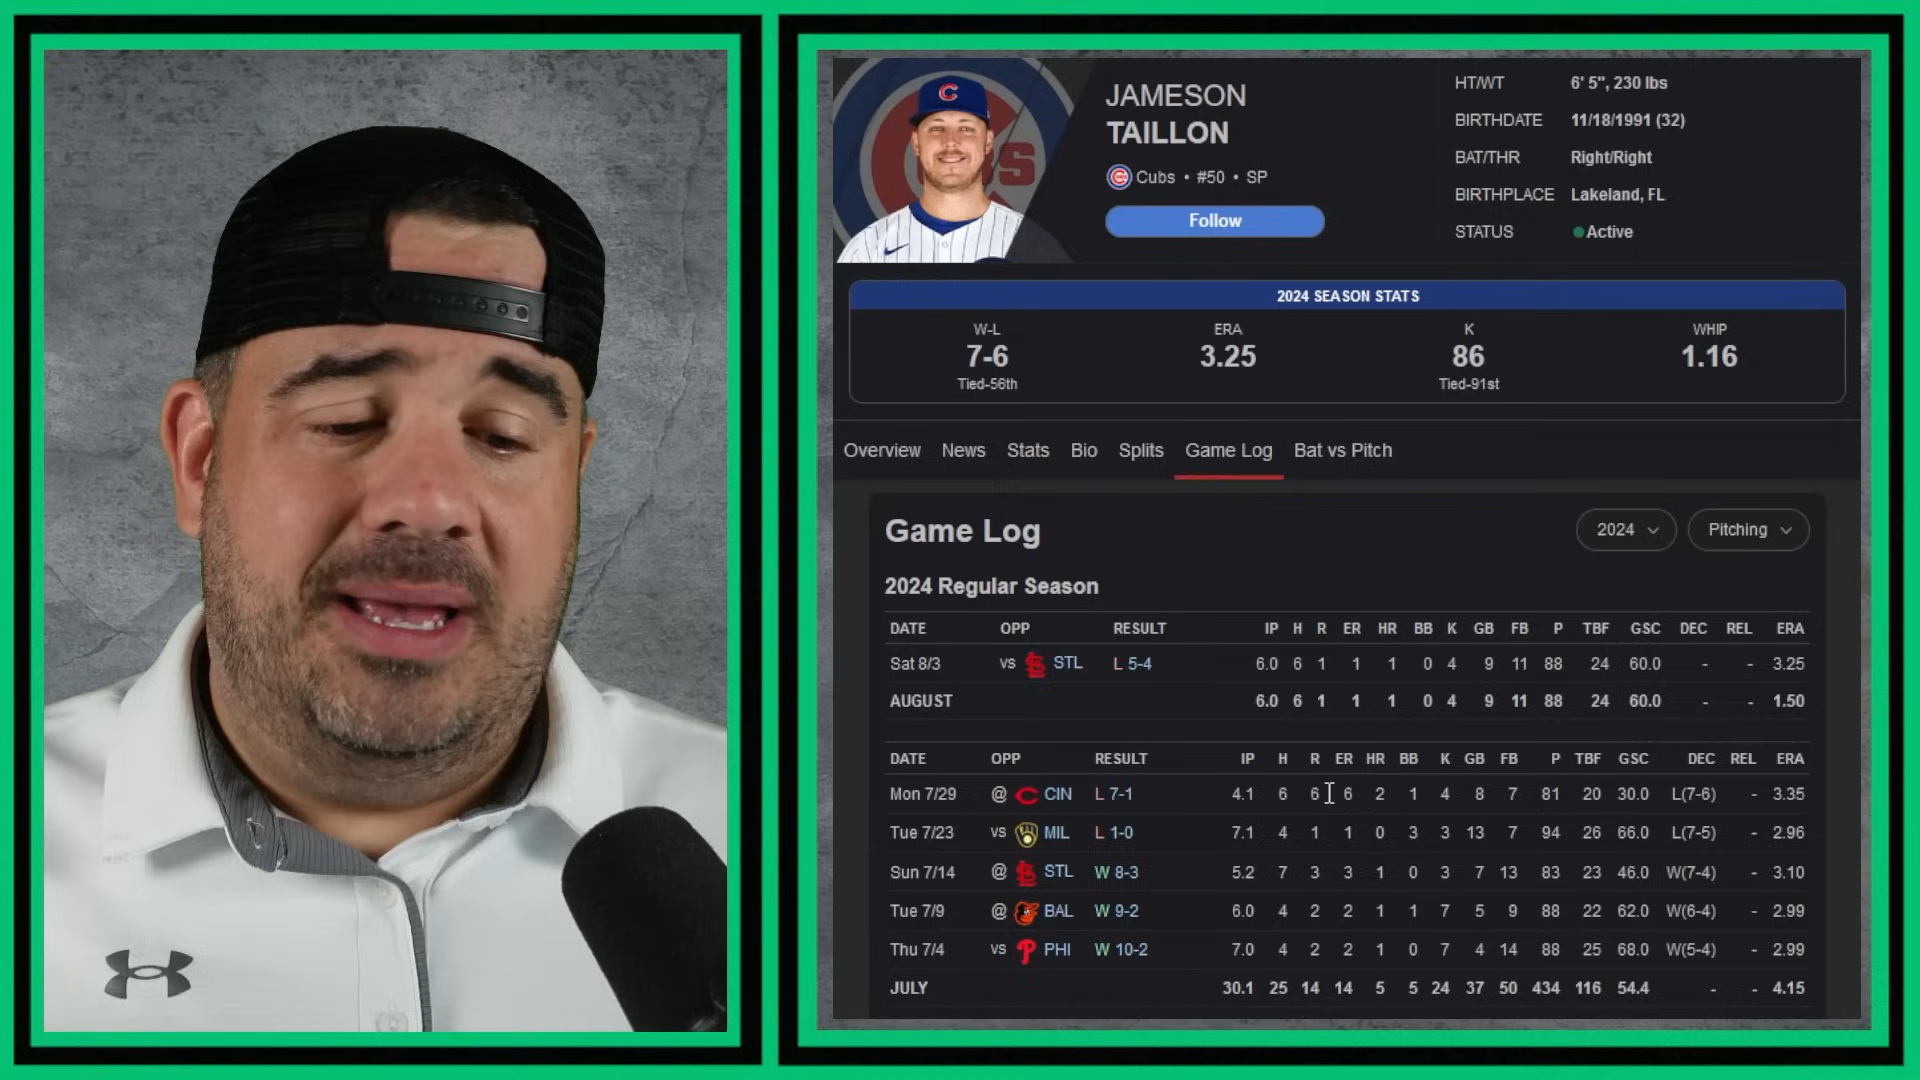 JAMESON
TAILLON
Cubs • #50 • SP
Follow
HT/WT 6' 5", 230 lbs
BIRTHDATE 11/18/1991 (32)
BAT/THR Right/Right
BIRTHPLACE Lakeland, FL
STATUS Active
2024 SEASON STATS
W-L ERA K WHIP
7-6 3.25 86 1.16
Tied-56th Tied-91st
Overview News Stats Bio Splits Game Log Bat vs Pitch
Game Log 2024 Pitching
2024 Regular Season
DATE OPP RESULT IP H R ER HR BB K GB FB P TBF GSC DEC REL ERA
Sat 8/3 vs STL L 5-4 6.0 6 1 1 1 0 4 9 11 88 24 60.0 - - 3.25
AUGUST 6.0 6 1 1 1 0 4 9 11 88 24 60.0 - - 1.50
DATE OPP RESULT IP H R ER HR BB K GB FB P TBF GSC DEC REL ERA
Mon 7/29 @ CIN L 7-1 4.1 6 6 6 2 1 4 8 7 81 20 30.0 L(7-6) - 3.35
Tue 7/23 vs MIL L 1-0 7.1 4 1 1 0 3 3 13 7 94 26 66.0 L(7-5) - 2.96
Sun 7/14 @ STL W 8-3 5.2 7 3 3 1 0 3 7 13 83 23 46.0 W(7-4) - 3.10
Tue 7/9 @ BAL W 9-2 6.0 4 2 2 1 1 7 5 9 88 22 62.0 W(6-4) - 2.99
Thu 7/4 vs PHI W 10-2 7.0 4 2 2 1 0 7 4 14 88 25 68.0 W(5-4) - 2.99
JULY 30.1 25 14 14 5 5 24 37 50 434 116 54.4 - - 4.15